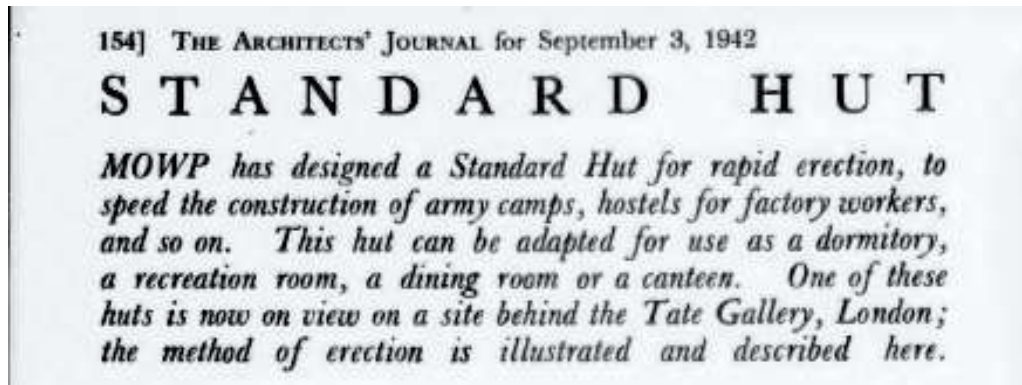 154] THE ARCHITECTS' JOURNAL for September 3, 1942
STANDARD HUT
MOWP has designed a Standard Hut for rapid erection, to
speed the construction of army camps, hostels for factory workers,
and so on. This hut can be adapted for use as a dormitory,
a recreation room, a dining room or a canteen. One of these
huts is now on view on a site behind the Tate Gallery, London;
the method of erection is illustrated and described here.